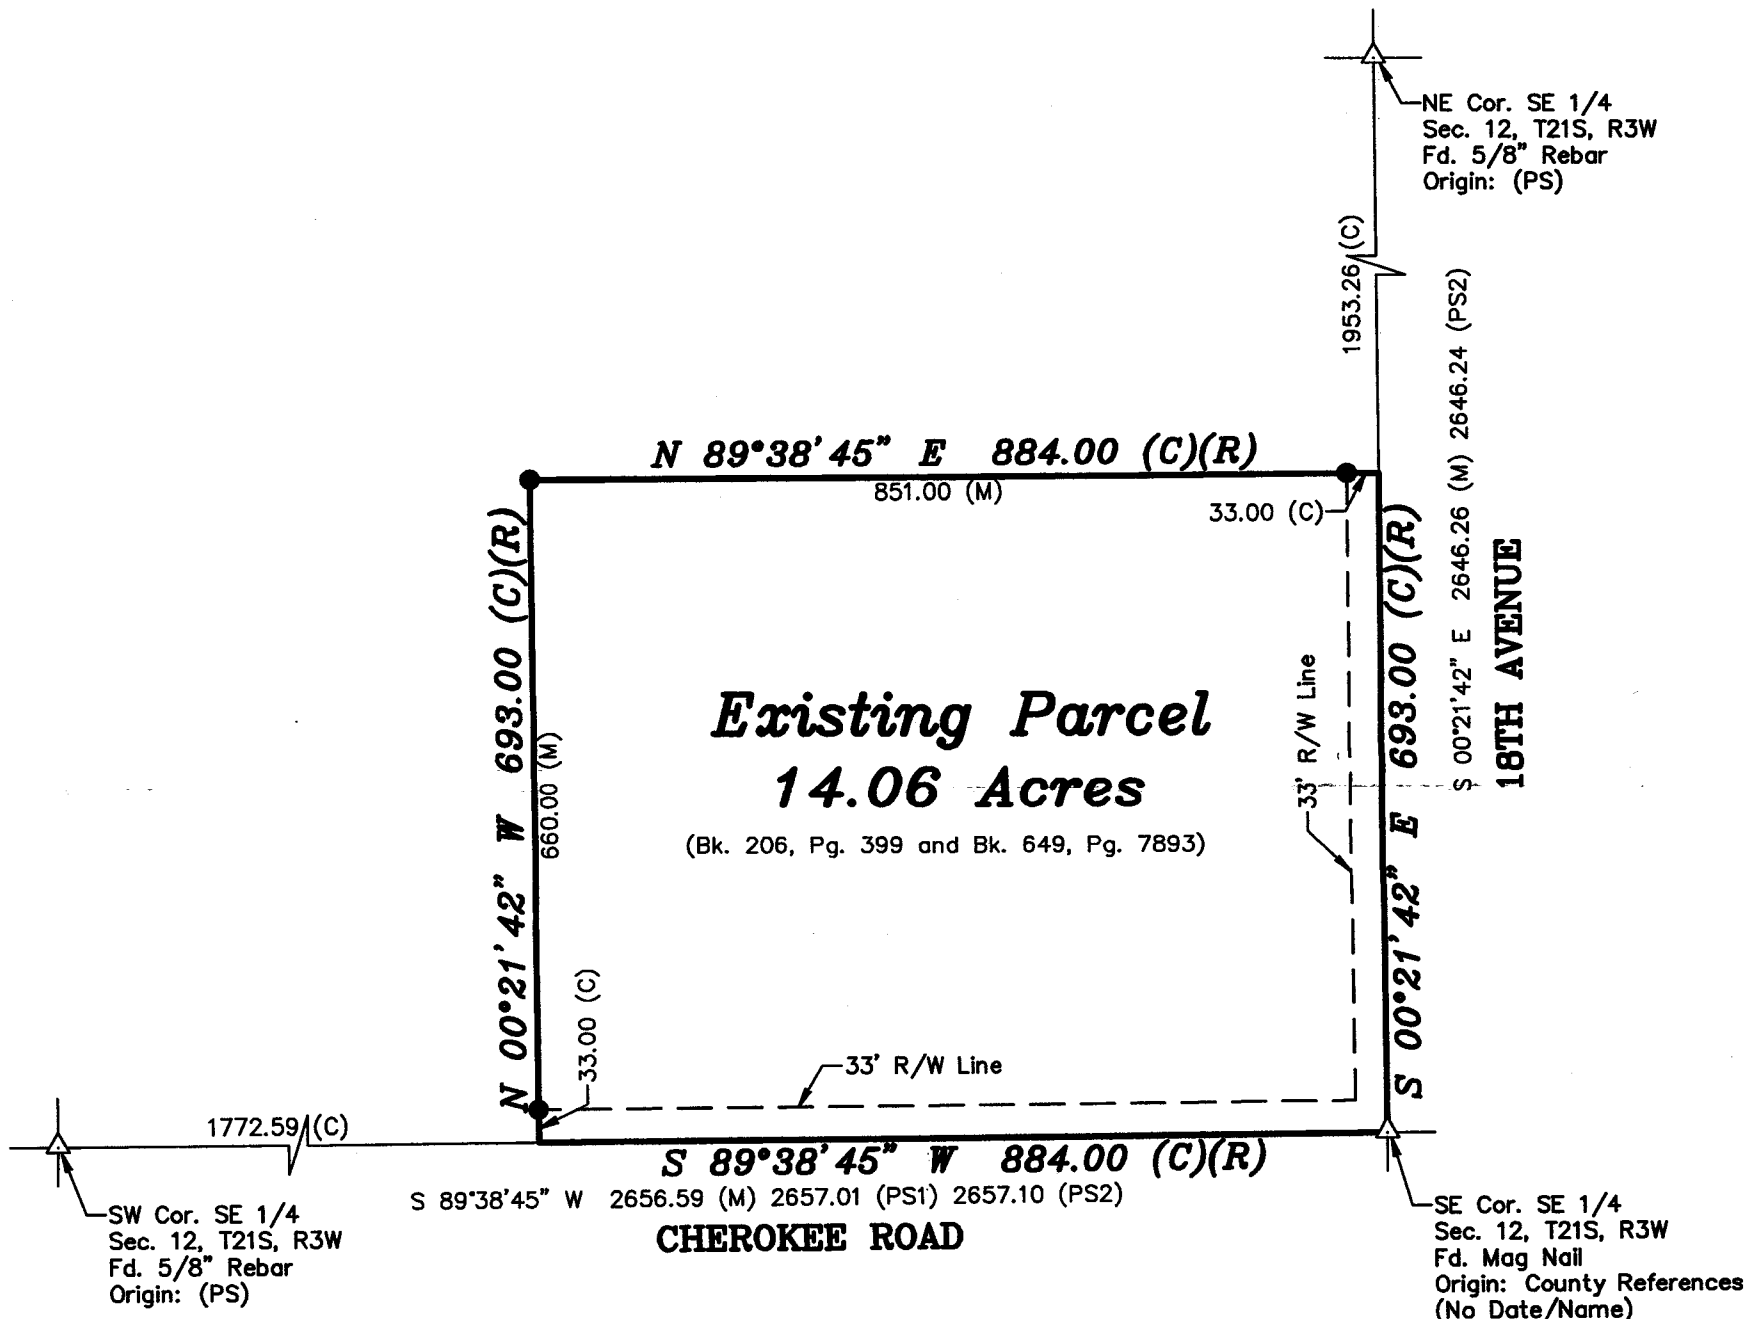 NE Cor. SE 1/4
Sec. 12, T21S, R3W
Fd. 5/8" Rebar
Origin: (PS)
1953.26 (C)
S 00°21'42" E 2646.26 (M) 2646.24 (PS2)
18TH AVENUE
N 89°38'45" E 884.00 (C)(R)
851.00 (M)
33.00 (C)
N 00°21'42" W 693.00 (C)(R)
660.00 (M)
S 00°21'42" E 693.00 (C)(R)
33' R/W Line
Existing Parcel
14.06 Acres
(Bk. 206, Pg. 399 and Bk. 649, Pg. 7893)
33.00 (C)
33' R/W Line
1772.59 (C)
S 89°38'45" W 884.00 (C)(R)
S 89°38'45" W 2656.59 (M) 2657.01 (PS1) 2657.10 (PS2)
CHEROKEE ROAD
SW Cor. SE 1/4
Sec. 12, T21S, R3W
Fd. 5/8" Rebar
Origin: (PS)
SE Cor. SE 1/4
Sec. 12, T21S, R3W
Fd. Mag Nail
Origin: County References
(No Date/Name)